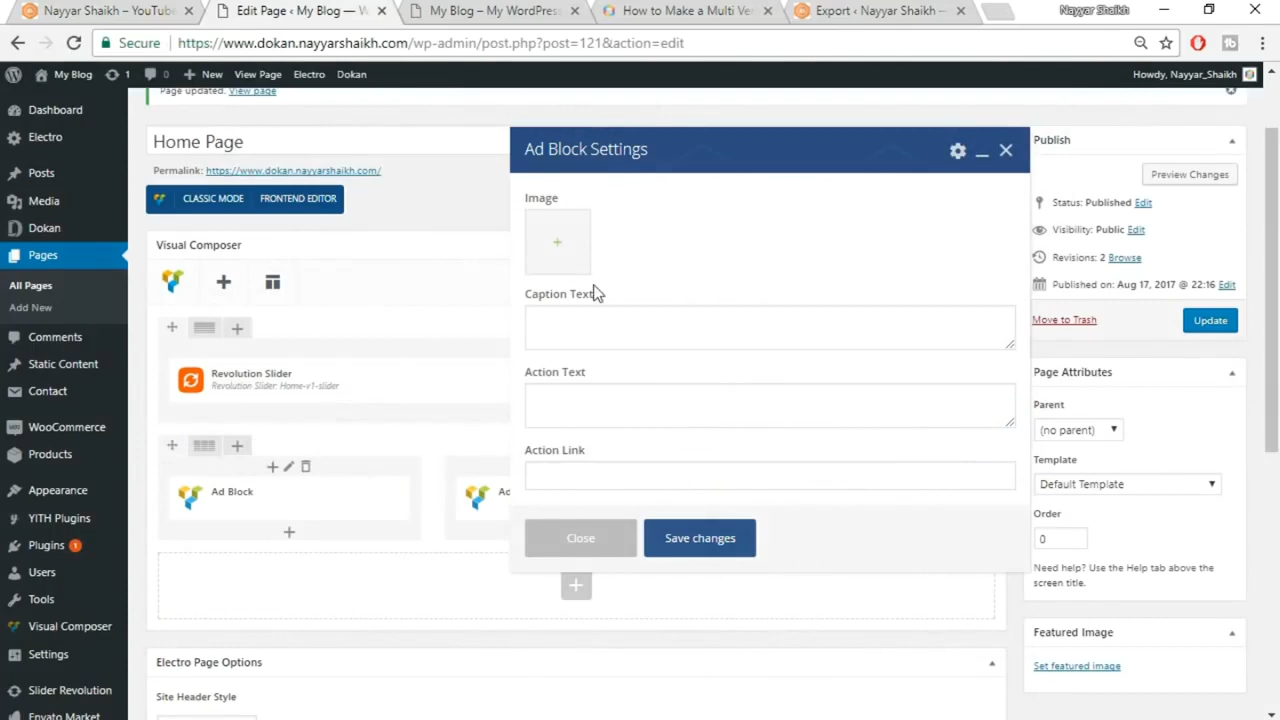 Nayyar Shaikh – YouTube
Edit Page ‹ My Blog — W
My Blog – My WordPress
How to Make a Multi Ve
Export ‹ Nayyar Shaikh —
Nayyar Shaikh
Secure
https://www.dokan.nayyarshaikh.com/wp-admin/post.php?post=121&action=edit
My Blog
1
0
New
View Page
Electro
Dokan
Howdy, Nayyar_Shaikh
Dashboard
Electro
Posts
Media
Dokan
Pages
All Pages
Add New
Comments
Static Content
Contact
WooCommerce
Products
Appearance
YITH Plugins
Plugins 1
Users
Tools
Visual Composer
Settings
Slider Revolution
Envato Market
Page updated. View page
Home Page
Permalink: https://www.dokan.nayyarshaikh.com/
CLASSIC MODE
FRONTEND EDITOR
Visual Composer
Revolution Slider
Revolution Slider: Home-v1-slider
Ad Block
Ad
Electro Page Options
Site Header Style
Ad Block Settings
Image
Caption Text
Action Text
Action Link
Close
Save changes
Publish
Preview Changes
Status: Published Edit
Visibility: Public Edit
Revisions: 2 Browse
Published on: Aug 17, 2017 @ 22:16 Edit
Move to Trash
Update
Page Attributes
Parent
(no parent)
Template
Default Template
Order
0
Need help? Use the Help tab above the
screen title.
Featured Image
Set featured image